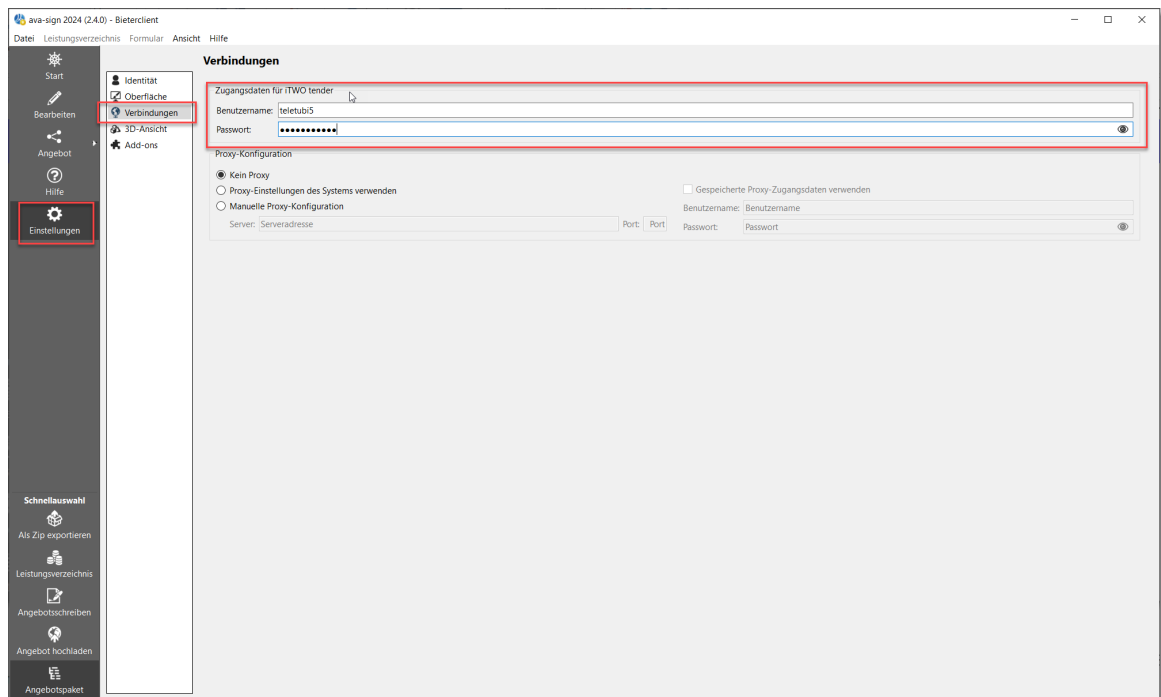 ava-sign 2024 (2.4.0) - Bieterclient
Datei Leistungsverzeichnis Formular Ansicht Hilfe
Start
Bearbeiten
Angebot
Hilfe
Einstellungen
Schnellauswahl
Als Zip exportieren
Leistungsverzeichnis
Angebotsschreiben
Angebot hochladen
Angebotspaket
Identität
Oberfläche
Verbindungen
3D-Ansicht
Add-ons
Verbindungen
Zugangsdaten für iTWO tender
Benutzername: teletubi5
Passwort: •••••••••••
Proxy-Konfiguration
Kein Proxy
Proxy-Einstellungen des Systems verwenden
Manuelle Proxy-Konfiguration
Server: Serveradresse Port: Port
Gespeicherte Proxy-Zugangsdaten verwenden
Benutzername: Benutzername
Passwort: Passwort